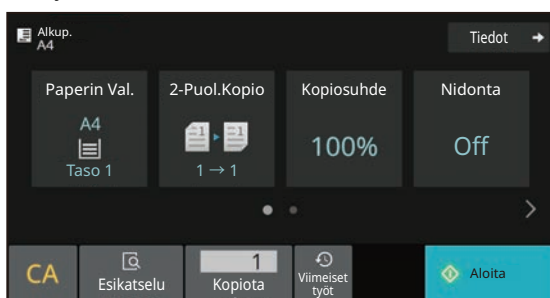 Alkup.
A4
Tiedot
Paperin Val.
2-Puol.Kopio
Kopiosuhde
Nidonta
A4
Taso 1
1 → 1
100%
Off
CA
Esikatselu
1
Kopiota
Viimeiset
työt
Aloita